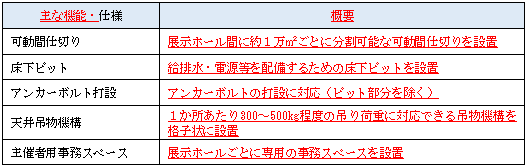 主な機能・仕様 概要
可動間仕切り 展示ホール間に約１万㎡ごとに分割可能な可動間仕切りを設置
床下ピット 給排水・電源等を配備するための床下ピットを設置
アンカーボルト打設 アンカーボルトの打設に対応（ピット部分を除く）
天井吊物機構 １か所あたり300～500㎏程度の吊り荷重に対応できる吊物機構を
格子状に設置
主催者用事務スペース 展示ホールごとに専用の事務スペースを設置